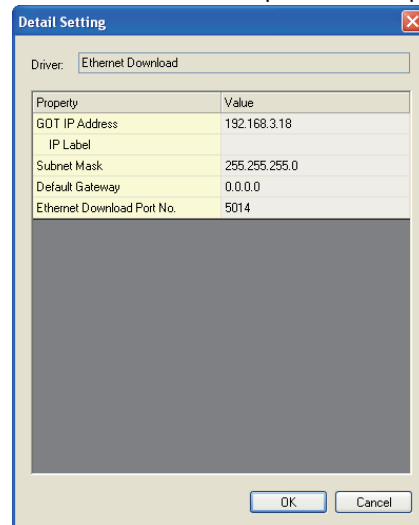 Detail Setting
Driver: Ethernet Download
Property Value
GOT IP Address 192.168.3.18
IP Label
Subnet Mask 255.255.255.0
Default Gateway 0.0.0.0
Ethernet Download Port No. 5014
OK Cancel